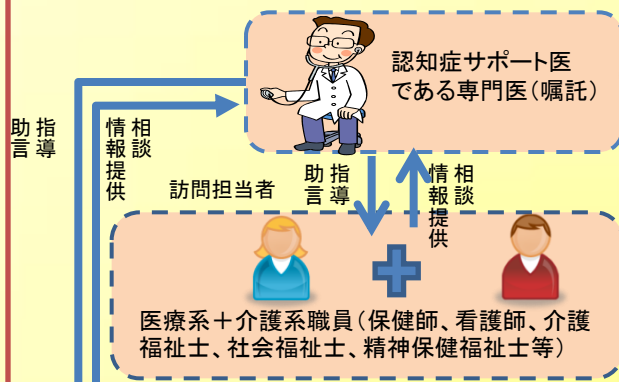 認知症サポート医
である専門医(嘱託)
指導
助言
相談
情報提供
訪問担当者
指導
助言
相談
情報提供
医療系+介護系職員(保健師、看護師、介護
福祉士、社会福祉士、精神保健福祉士等)